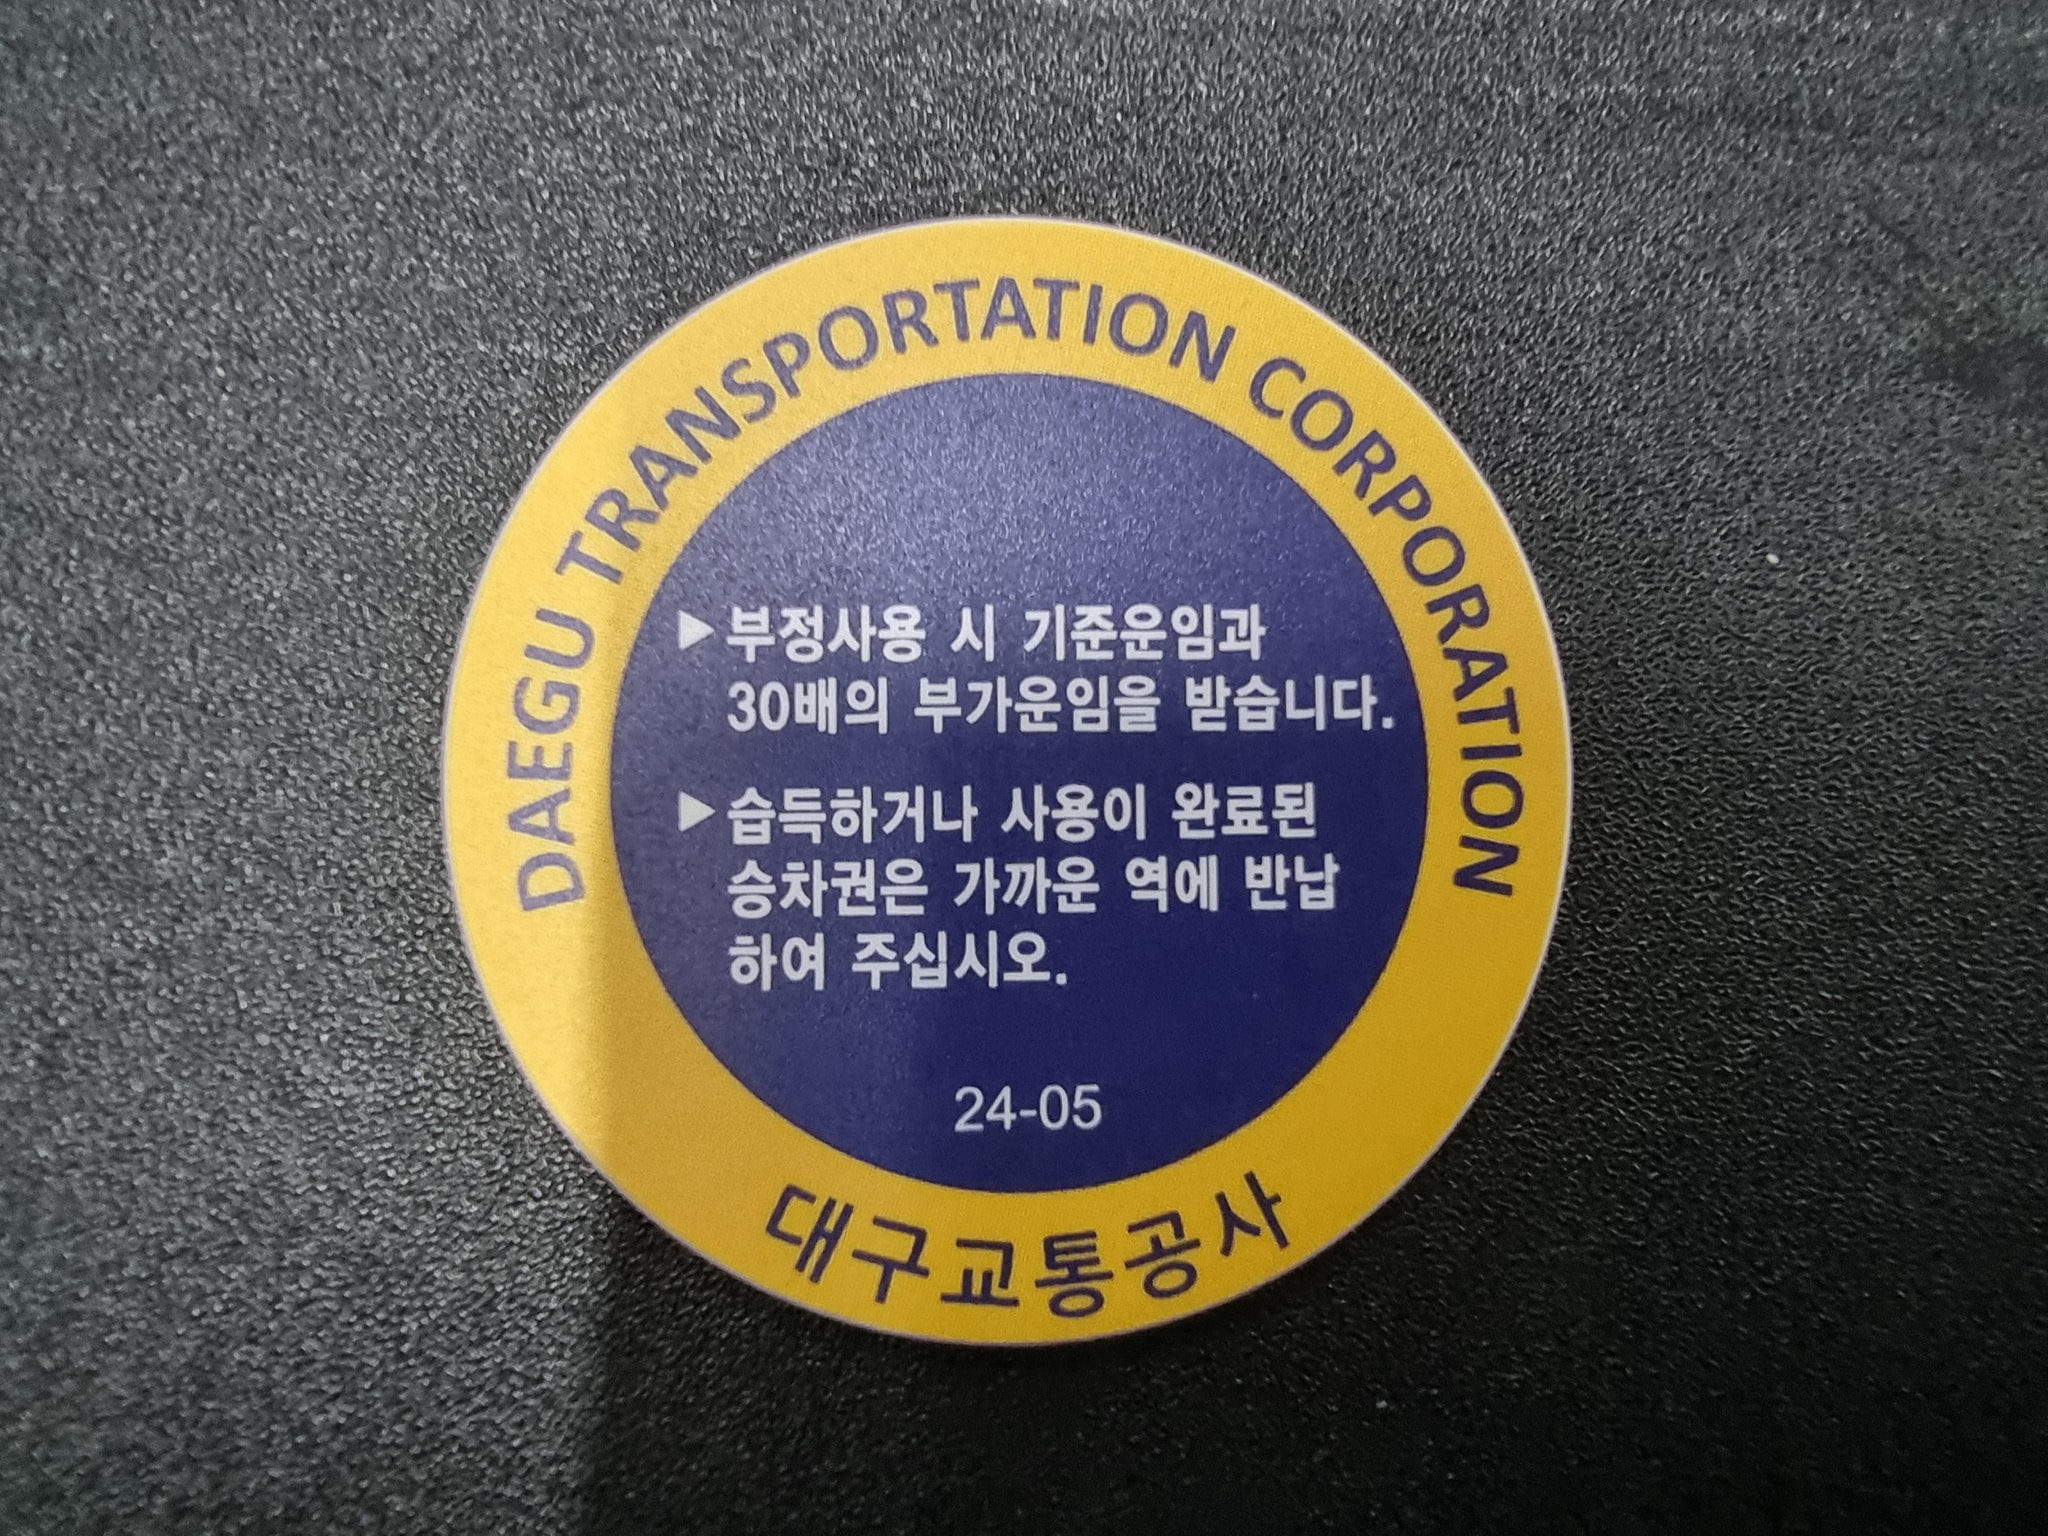 DAEGU TRANSPORTATION CORPORATION
▶부정사용 시 기준운임과
30배의 부가운임을 받습니다.
▶습득하거나 사용이 완료된
승차권은 가까운 역에 반납
하여 주십시오.
24-05
대구교통공사